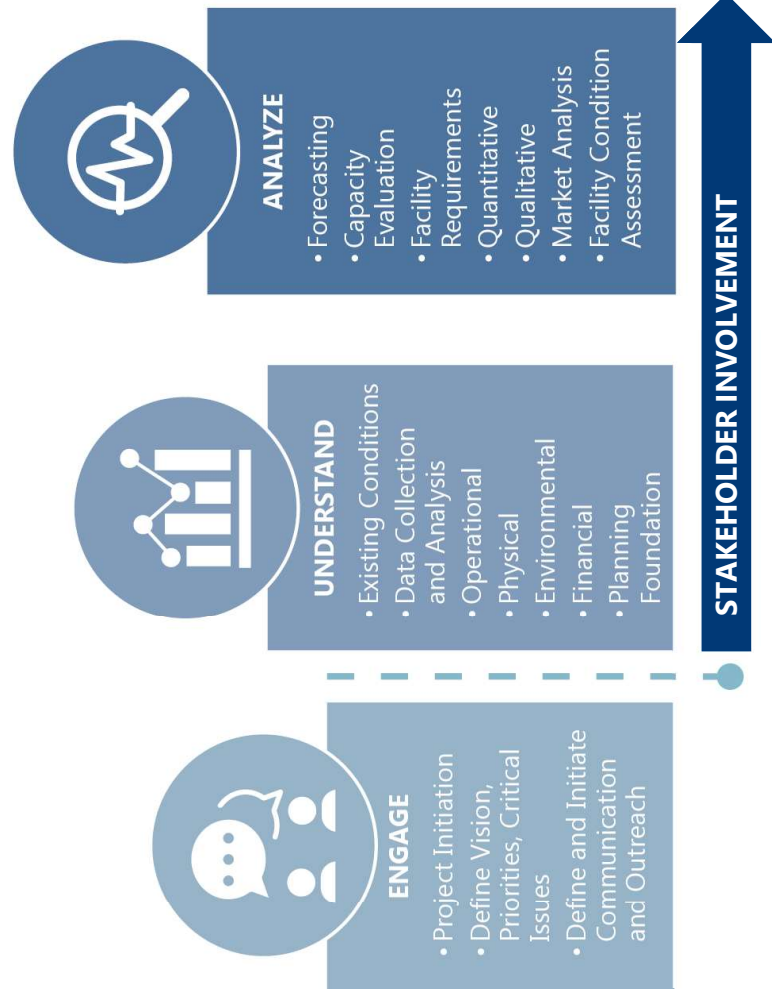 ENGAGE
• Project Initiation
• Define Vision,
Priorities, Critical
Issues
• Define and Initiate
Communication
and Outreach
UNDERSTAND
• Existing Conditions
• Data Collection
and Analysis
• Operational
• Physical
• Environmental
• Financial
• Planning
Foundation
ANALYZE
• Forecasting
• Capacity
Evaluation
• Facility
Requirements
• Quantitative
• Qualitative
• Market Analysis
• Facility Condition
Assessment
STAKEHOLDER INVOLVEMENT